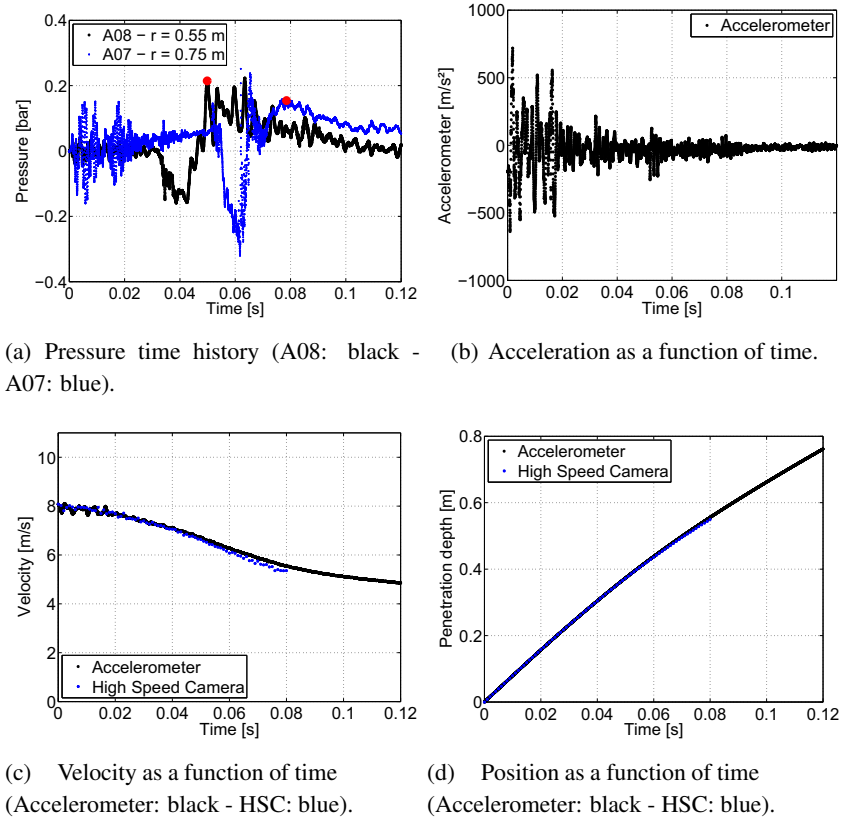 0.4
0.2
0
−0.2
−0.4
Pressure [bar]
A08 − r = 0.55 m
A07 − r = 0.75 m
0 0.02 0.04 0.06 0.08 0.1 0.12
Time [s]
1000
500
0
−500
−1000
Accelerometer [m/s²]
Accelerometer
0 0.02 0.04 0.06 0.08 0.1
Time [s]
(a) Pressure time history (A08: black -
A07: blue).
(b) Acceleration as a function of time.
10
8
6
4
2
0
Velocity [m/s]
Accelerometer
High Speed Camera
0 0.02 0.04 0.06 0.08 0.1 0.12
Time [s]
0.8
0.6
0.4
0.2
0
Penetration depth [m]
Accelerometer
High Speed Camera
0 0.02 0.04 0.06 0.08 0.1 0.12
Time [s]
(c) Velocity as a function of time
(Accelerometer: black - HSC: blue).
(d) Position as a function of time
(Accelerometer: black - HSC: blue).